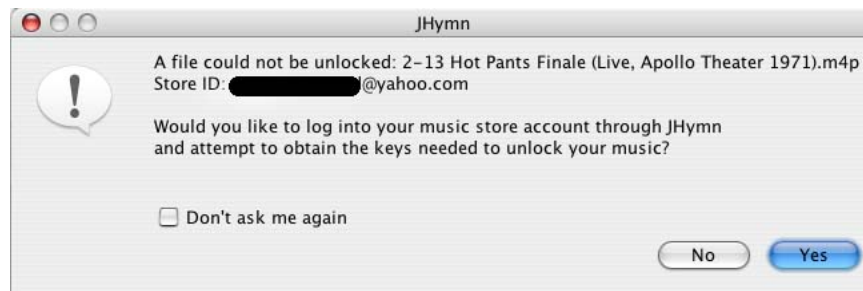 JHymn
A file could not be unlocked: 2-13 Hot Pants Finale (Live, Apollo Theater 1971).m4p
Store ID: @yahoo.com
Would you like to log into your music store account through JHymn
and attempt to obtain the keys needed to unlock your music?
Don't ask me again
No Yes